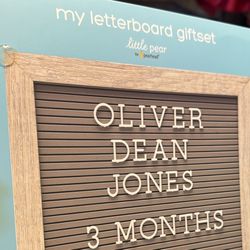 my letterboard giftset
little pear
OLIVER
DEAN
JONES
3 MONTHS